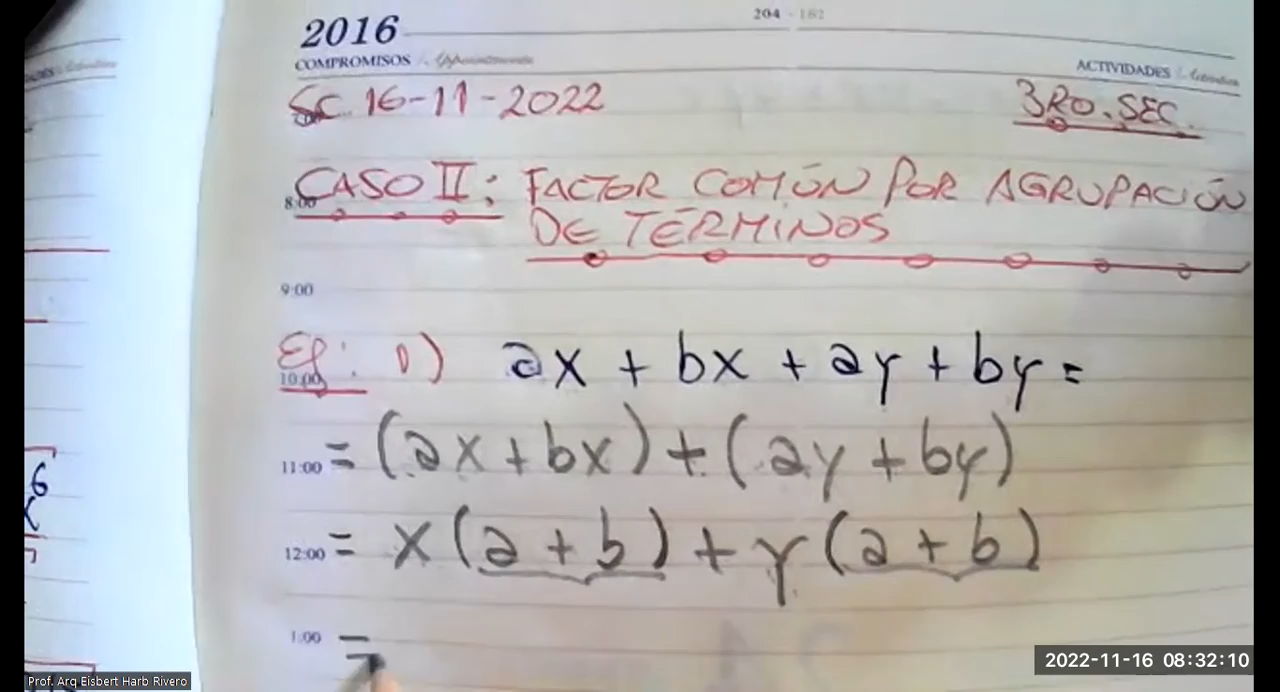 204 - 162
2016
COMPROMISOS / Appointments
ACTIVIDADES /
SC. 16-11-2022
3RO. SEC.
CASO II: FACTOR COMÚN POR AGRUPACIÓN
8:00
DE TÉRMINOS
9:00
Ej: 1) ax + bx + ay + by =
10:00
11:00 = (ax + bx) + (ay + by)
12:00 = x(a + b) + y(a + b)
1:00 =
6
x
2022-11-16 08:32:10
Prof. Arq Eisbert Harb Rivero